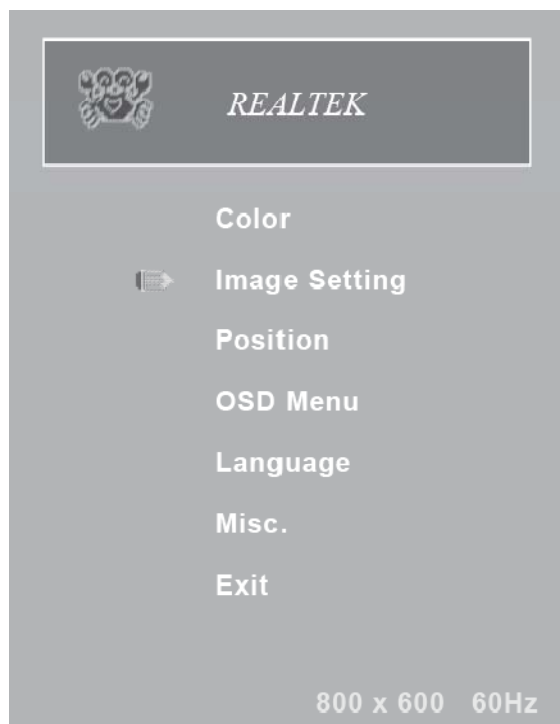 REALTEK
Color
Image Setting
Position
OSD Menu
Language
Misc.
Exit
800 x 600 60Hz